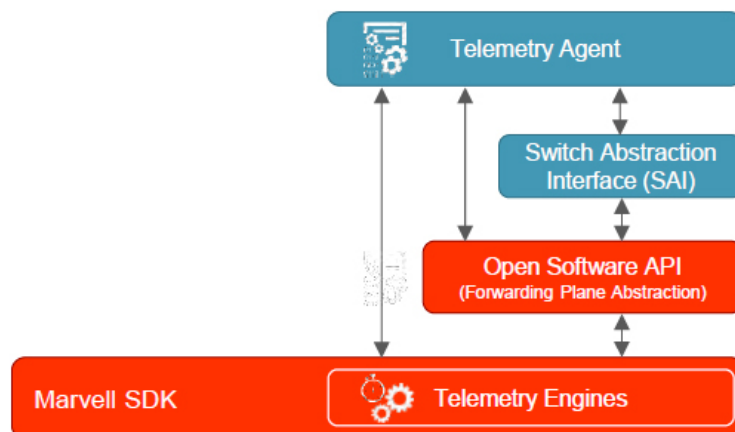 Telemetry Agent
Switch Abstraction
Interface (SAI)
Open Software API
(Forwarding Plane Abstraction)
Marvell SDK
Telemetry Engines